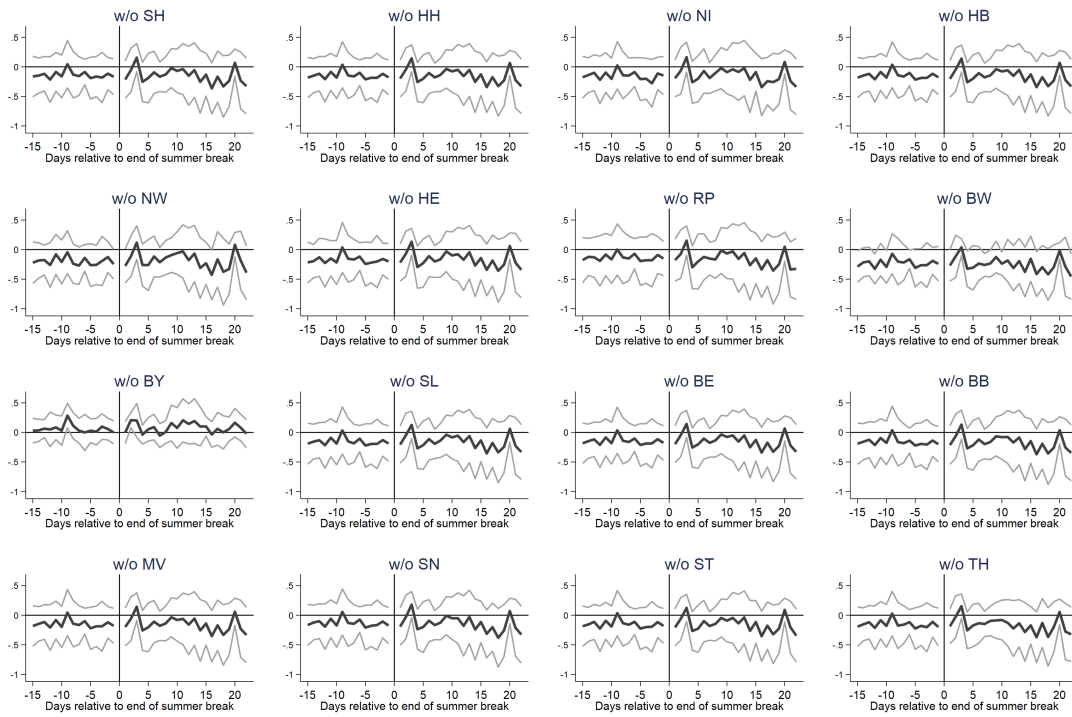 w/o SH
w/o HH
w/o NI
w/o HB
.5
0
-.5
-1
-15 -10 -5 0 5 10 15 20
Days relative to end of summer break
.5
0
-.5
-1
-15 -10 -5 0 5 10 15 20
Days relative to end of summer break
.5
0
-.5
-1
-15 -10 -5 0 5 10 15 20
Days relative to end of summer break
.5
0
-.5
-1
-15 -10 -5 0 5 10 15 20
Days relative to end of summer break
w/o NW
w/o HE
w/o RP
w/o BW
.5
0
-.5
-1
-15 -10 -5 0 5 10 15 20
Days relative to end of summer break
.5
0
-.5
-1
-15 -10 -5 0 5 10 15 20
Days relative to end of summer break
.5
0
-.5
-1
-15 -10 -5 0 5 10 15 20
Days relative to end of summer break
.5
0
-.5
-1
-15 -10 -5 0 5 10 15 20
Days relative to end of summer break
w/o BY
w/o SL
w/o BE
w/o BB
.5
0
-.5
-1
-15 -10 -5 0 5 10 15 20
Days relative to end of summer break
.5
0
-.5
-1
-15 -10 -5 0 5 10 15 20
Days relative to end of summer break
.5
0
-.5
-1
-15 -10 -5 0 5 10 15 20
Days relative to end of summer break
.5
0
-.5
-1
-15 -10 -5 0 5 10 15 20
Days relative to end of summer break
w/o MV
w/o SN
w/o ST
w/o TH
.5
0
-.5
-1
-15 -10 -5 0 5 10 15 20
Days relative to end of summer break
.5
0
-.5
-1
-15 -10 -5 0 5 10 15 20
Days relative to end of summer break
.5
0
-.5
-1
-15 -10 -5 0 5 10 15 20
Days relative to end of summer break
.5
0
-.5
-1
-15 -10 -5 0 5 10 15 20
Days relative to end of summer break